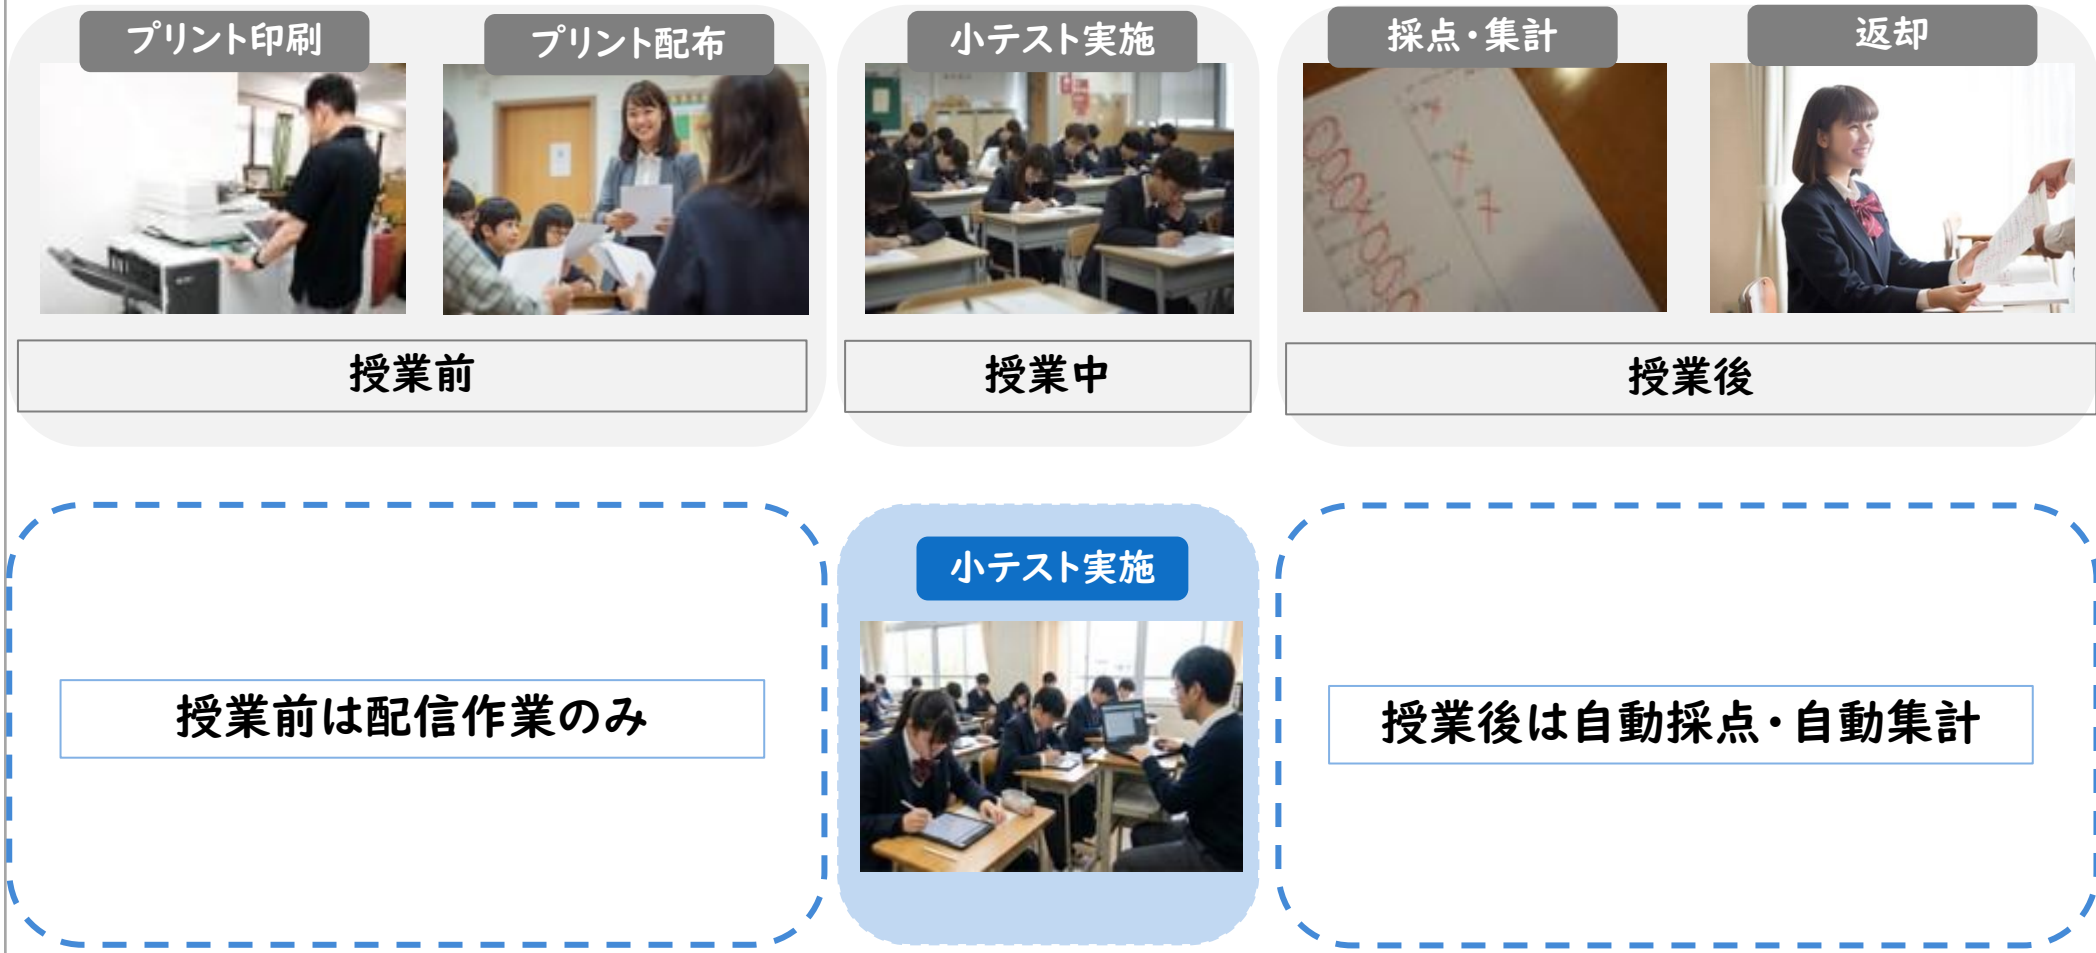 プリント印刷
プリント配布
小テスト実施
採点・集計
返却
授業前
授業中
授業後
小テスト実施
授業前は配信作業のみ
授業後は自動採点・自動集計